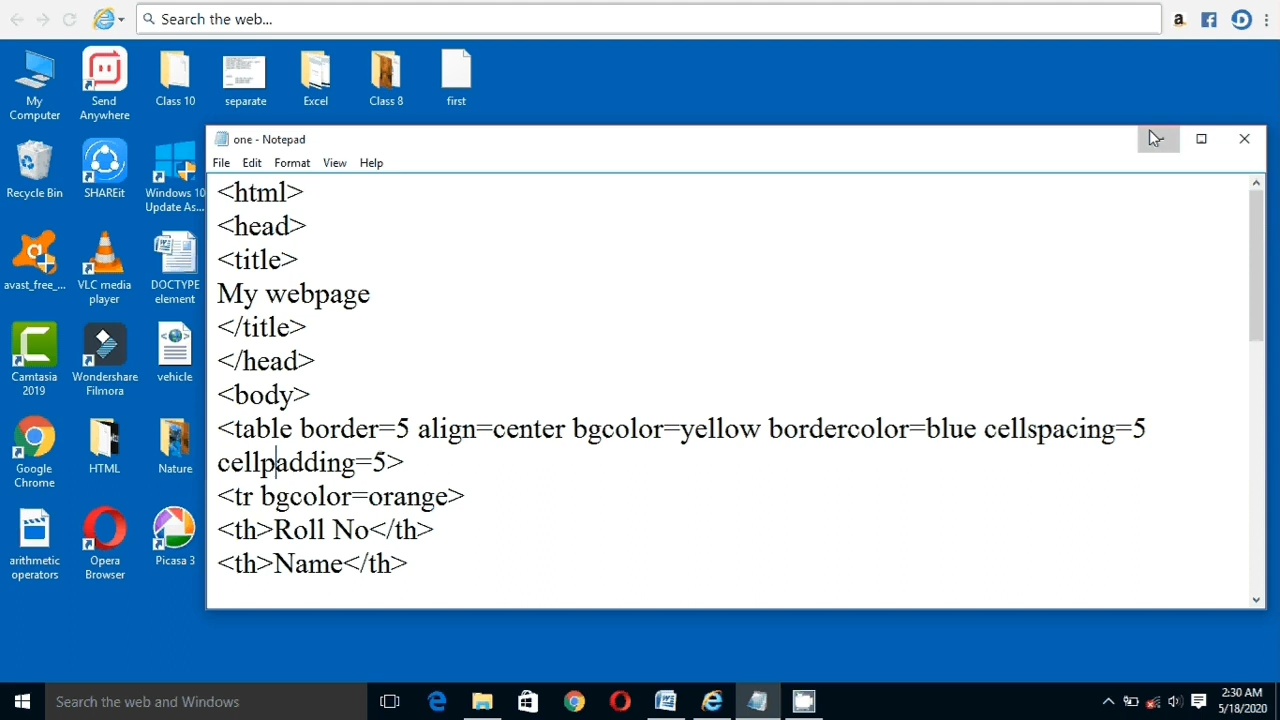 Search the web...
My Computer
Send Anywhere
Class 10
separate
Excel
Class 8
first
Recycle Bin
SHAREit
Windows 10 Update As...
avast_free_...
VLC media player
DOCTYPE element
Camtasia 2019
Wondershare Filmora
vehicle
Google Chrome
HTML
Nature
arithmetic operators
Opera Browser
Picasa 3
one - Notepad
File Edit Format View Help
<html>
<head>
<title>
My webpage
</title>
</head>
<body>
<table border=5 align=center bgcolor=yellow bordercolor=blue cellspacing=5
cellpadding=5>
<tr bgcolor=orange>
<th>Roll No</th>
<th>Name</th>
Search the web and Windows
2:30 AM
5/18/2020